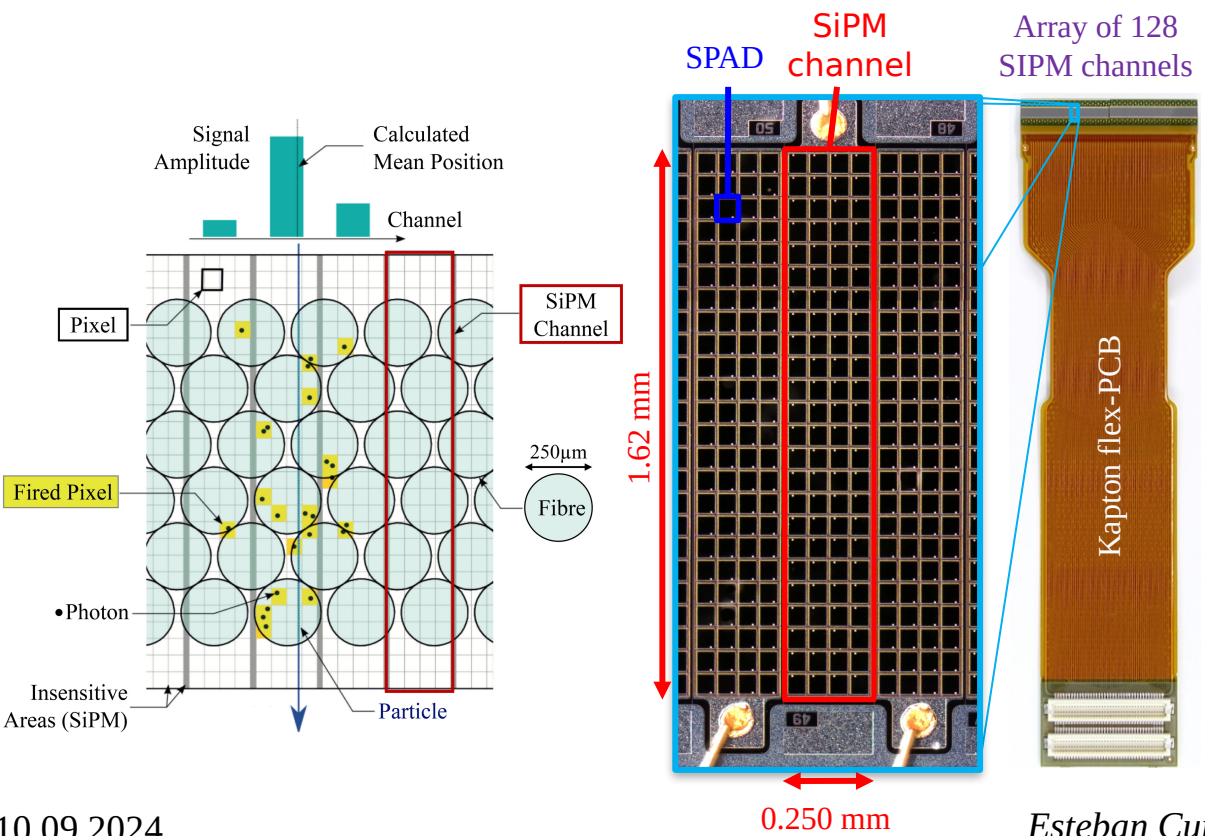 SiPM
channel
SPAD
Array of 128
SIPM channels
Signal
Amplitude
Calculated
Mean Position
Channel
Pixel
SiPM
Channel
250µm
Fibre
Fired Pixel
•Photon
Insensitive
Areas (SiPM)
Particle
50
48
49
1.62 mm
0.250 mm
Kapton flex-PCB
10.09.2024